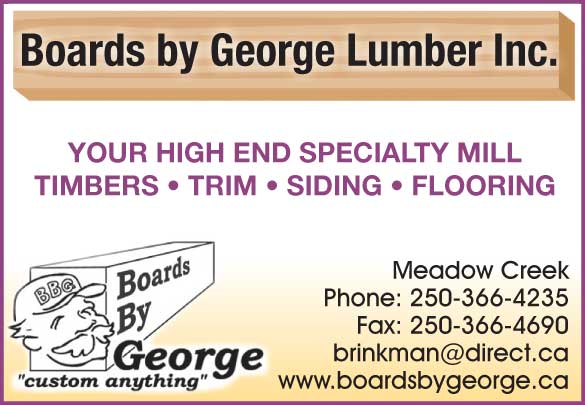 Boards by George Lumber Inc.
YOUR HIGH END SPECIALTY MILL
TIMBERS • TRIM • SIDING • FLOORING
BBG
Boards
By
George
"custom anything"
Meadow Creek
Phone: 250-366-4235
Fax: 250-366-4690
brinkman@direct.ca
www.boardsbygeorge.ca